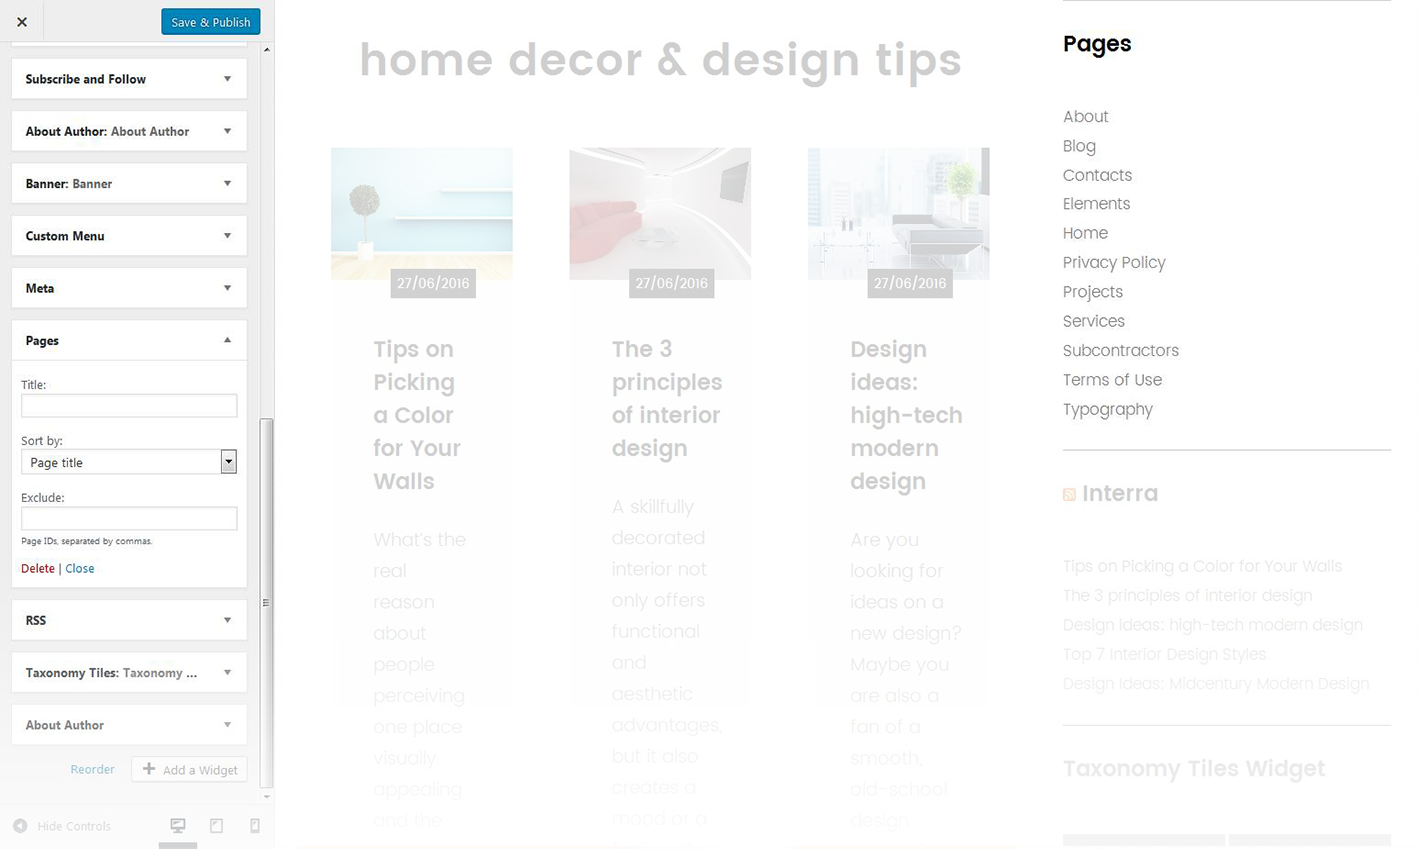 Save & Publish
Subscribe and Follow
About Author: About Author
Banner: Banner
Custom Menu
Meta
Pages
Title:
Sort by:
Page title
Exclude:
Page IDs, separated by commas.
Delete | Close
RSS
Taxonomy Tiles: Taxonomy ...
About Author
Reorder
Add a Widget
Hide Controls
home decor & design tips
27/06/2016
Tips on
Picking
a Color
for Your
Walls
What's the
real
reason
about
people
perceiving
one place
visually
appealing
and the
27/06/2016
The 3
principles
of interior
design
A skillfully
decorated
interior not
only offers
functional
and
aesthetic
advantages,
but it also
creates a
mood or a
27/06/2016
Design
ideas:
high-tech
modern
design
Are you
looking for
ideas on a
new design?
Maybe you
are also a
fan of a
smooth,
old-school
design
Pages
About
Blog
Contacts
Elements
Home
Privacy Policy
Projects
Services
Subcontractors
Terms of Use
Typography
Interra
Tips on Picking a Color for Your Walls
The 3 principles of interior design
Design ideas: high-tech modern design
Top 7 Interior Design Styles
Design Ideas: Midcentury Modern Design
Taxonomy Tiles Widget